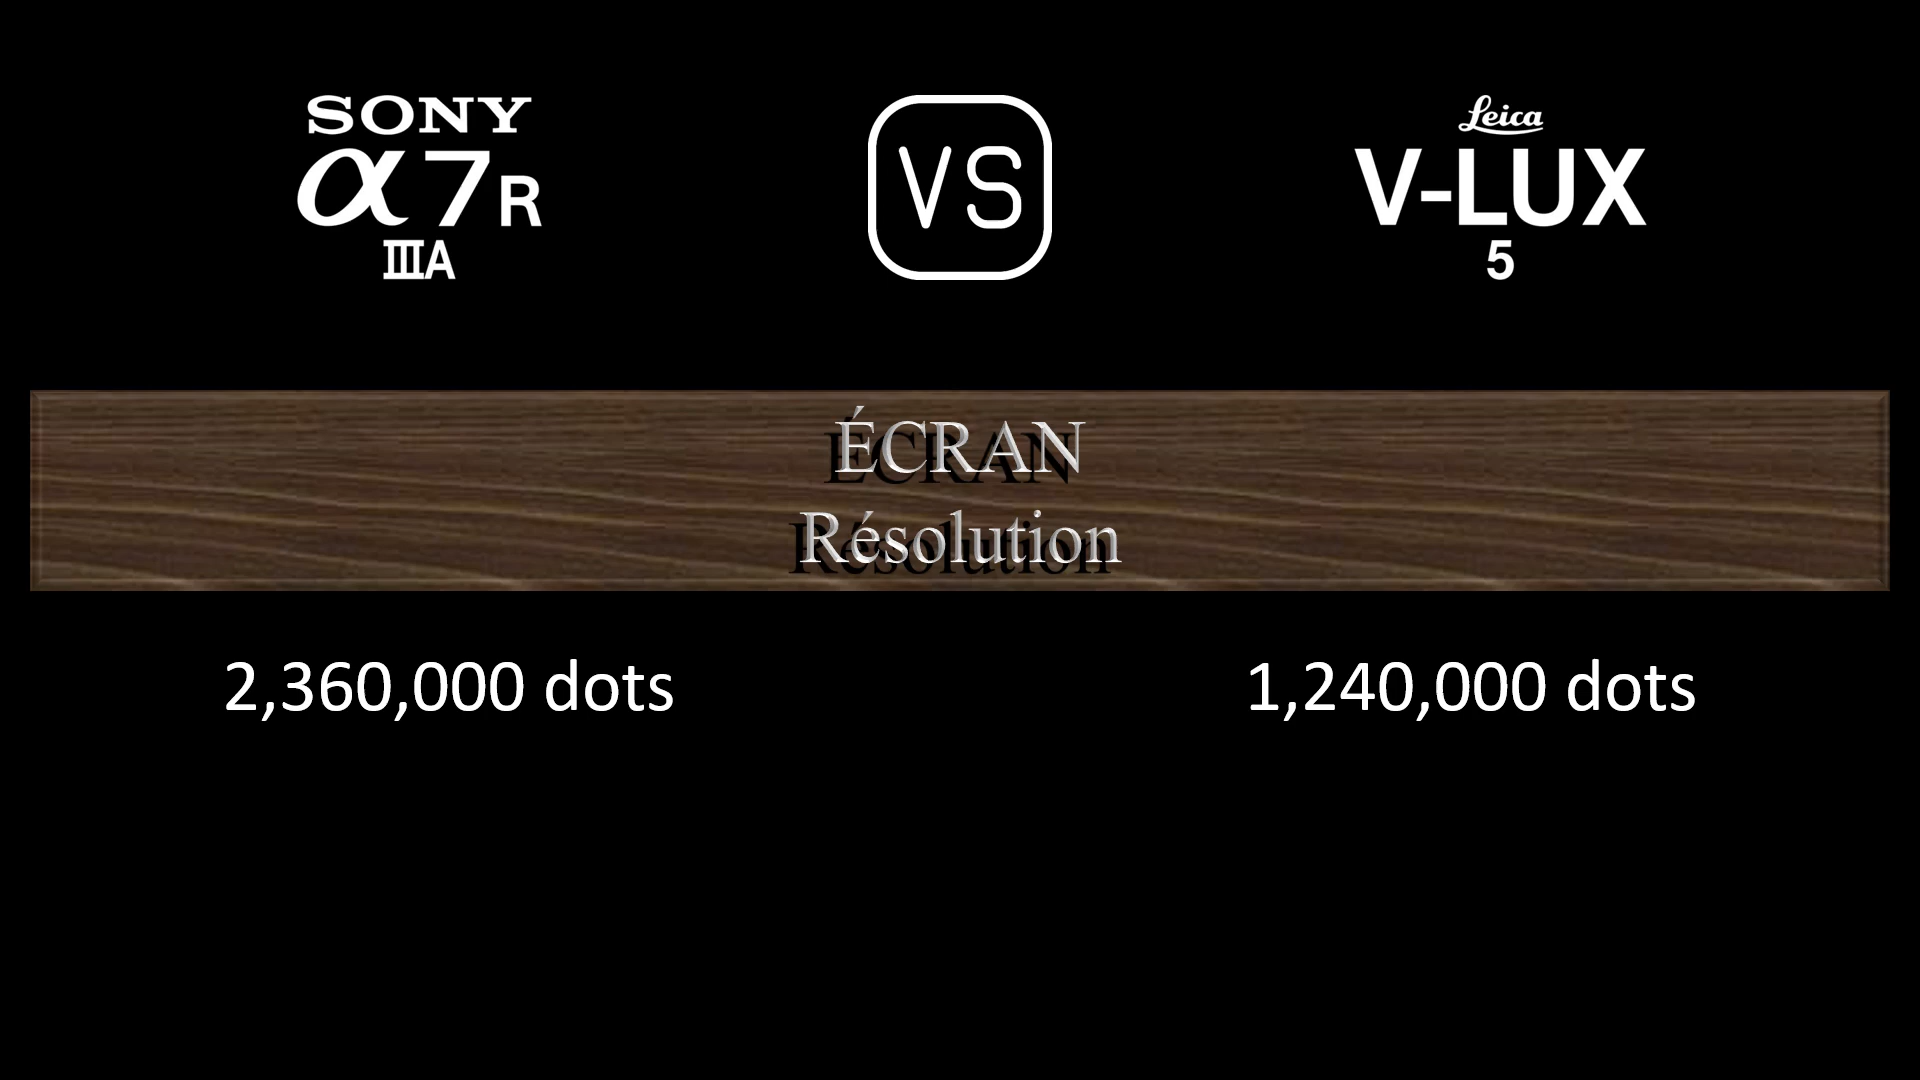 SONY
α7R
IIIA
VS
Leica
V-LUX
5
ÉCRAN
Résolution
2,360,000 dots
1,240,000 dots